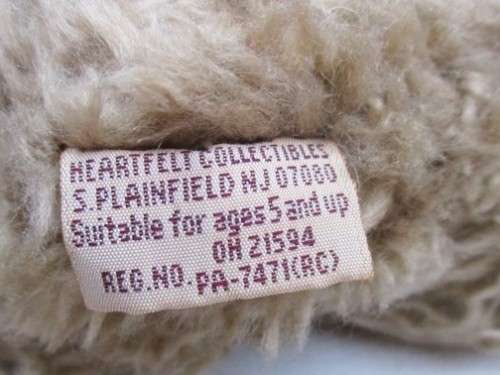 HEARTFELT COLLECTIBLES
S.PLAINFIELD NJ 07080
Suitable for ages 5 and up
OH 21594
REG.NO. PA-7471(RC)